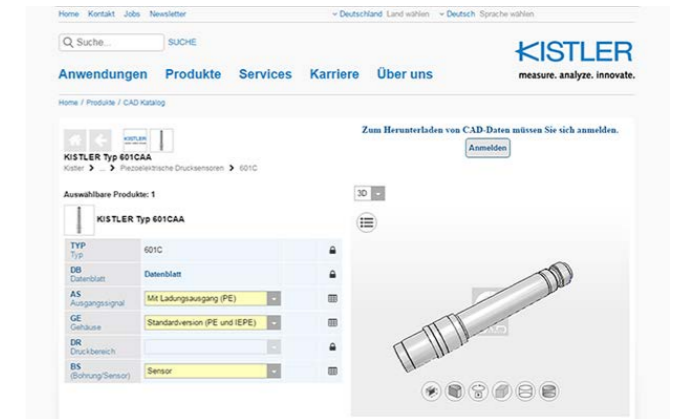 Home Kontakt Jobs Newsletter
Deutschland Land wählen Deutsch Sprache wählen
Suche... SUCHE
KISTLER
measure. analyze. innovate.
Anwendungen Produkte Services Karriere Über uns
Home / Produkte / CAD Katalog
Zum Herunterladen von CAD-Daten müssen Sie sich anmelden.
Anmelden
KISTLER
KISTLER Typ 601CAA
Kistler > ... > Piezoelektrische Drucksensoren > 601C
Auswählbare Produkte: 1
3D
KISTLER Typ 601CAA
TYP
Typ
601C
DB
Datenblatt
Datenblatt
AS
Ausgangssignal
Mit Ladungsausgang (PE)
GE
Gehäuse
Standardversion (PE und IEPE)
DR
Druckbereich
BS
(Bohrung/Sensor)
Sensor